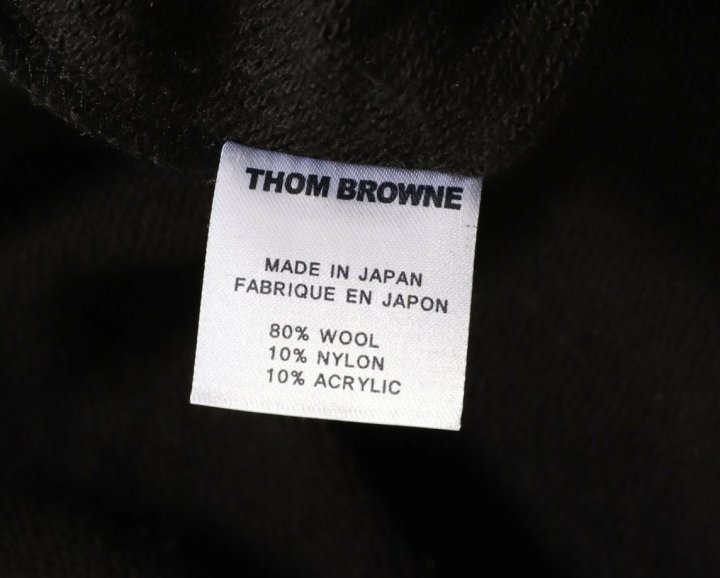 THOM BROWNE
MADE IN JAPAN
FABRIQUE EN JAPON
80% WOOL
10% NYLON
10% ACRYLIC